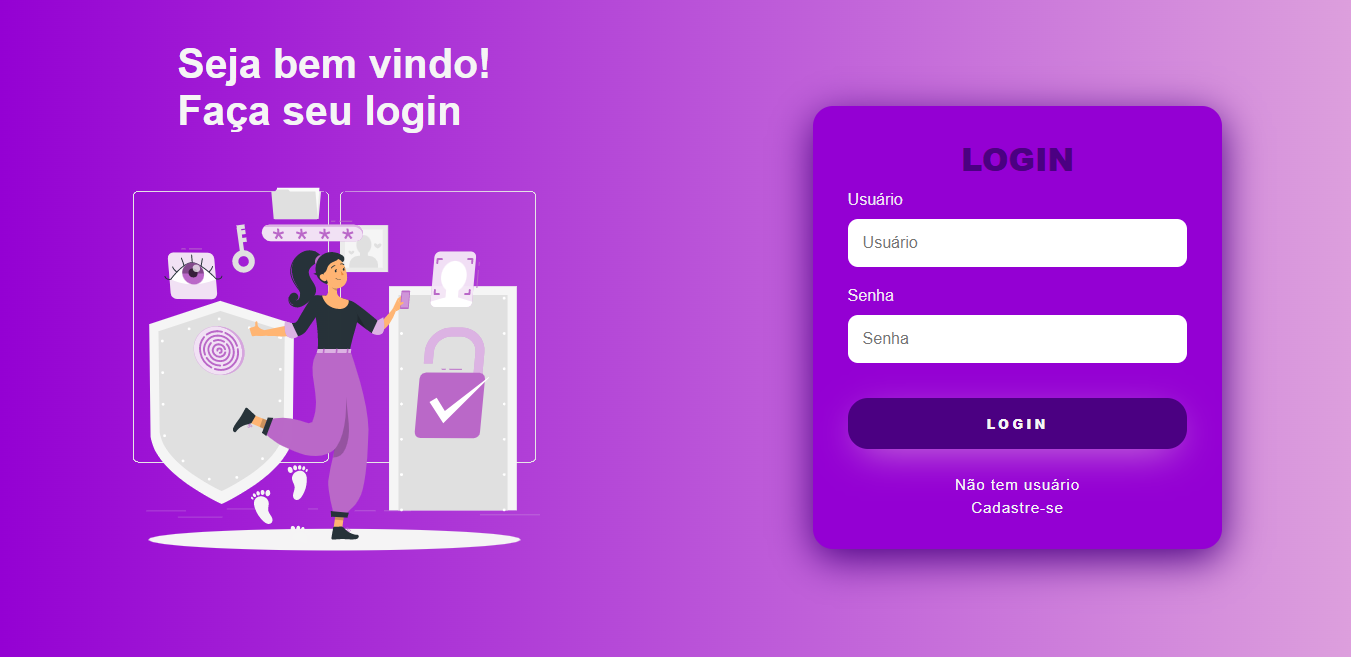 Seja bem vindo!
Faça seu login
* * * *
LOGIN
Usuário
Usuário
Senha
Senha
LOGIN
Não tem usuário
Cadastre-se